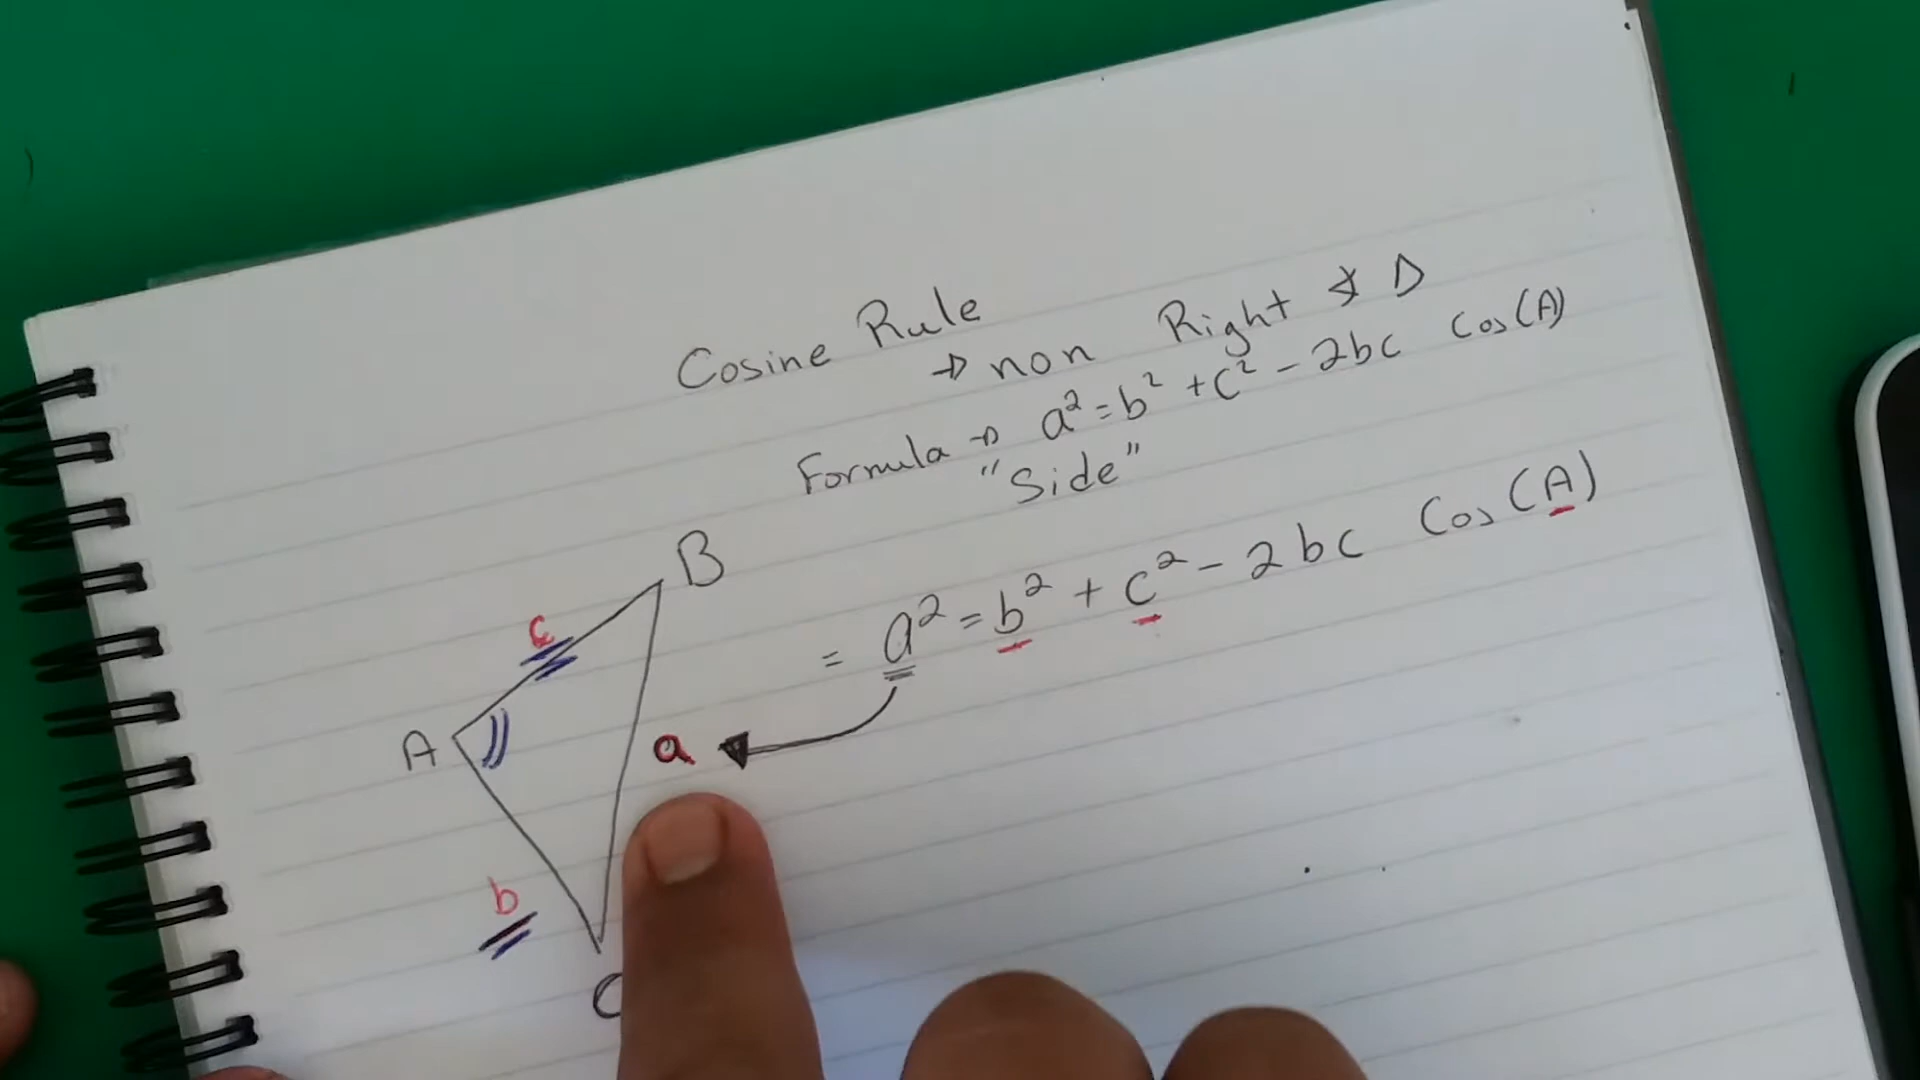 Cosine Rule
→ non Right ∡ Δ
Formula → a² = b² + c² - 2bc Cos(A)
"Side"
= a² = b² + c² - 2bc Cos(A)
B
c
A
a
b
C